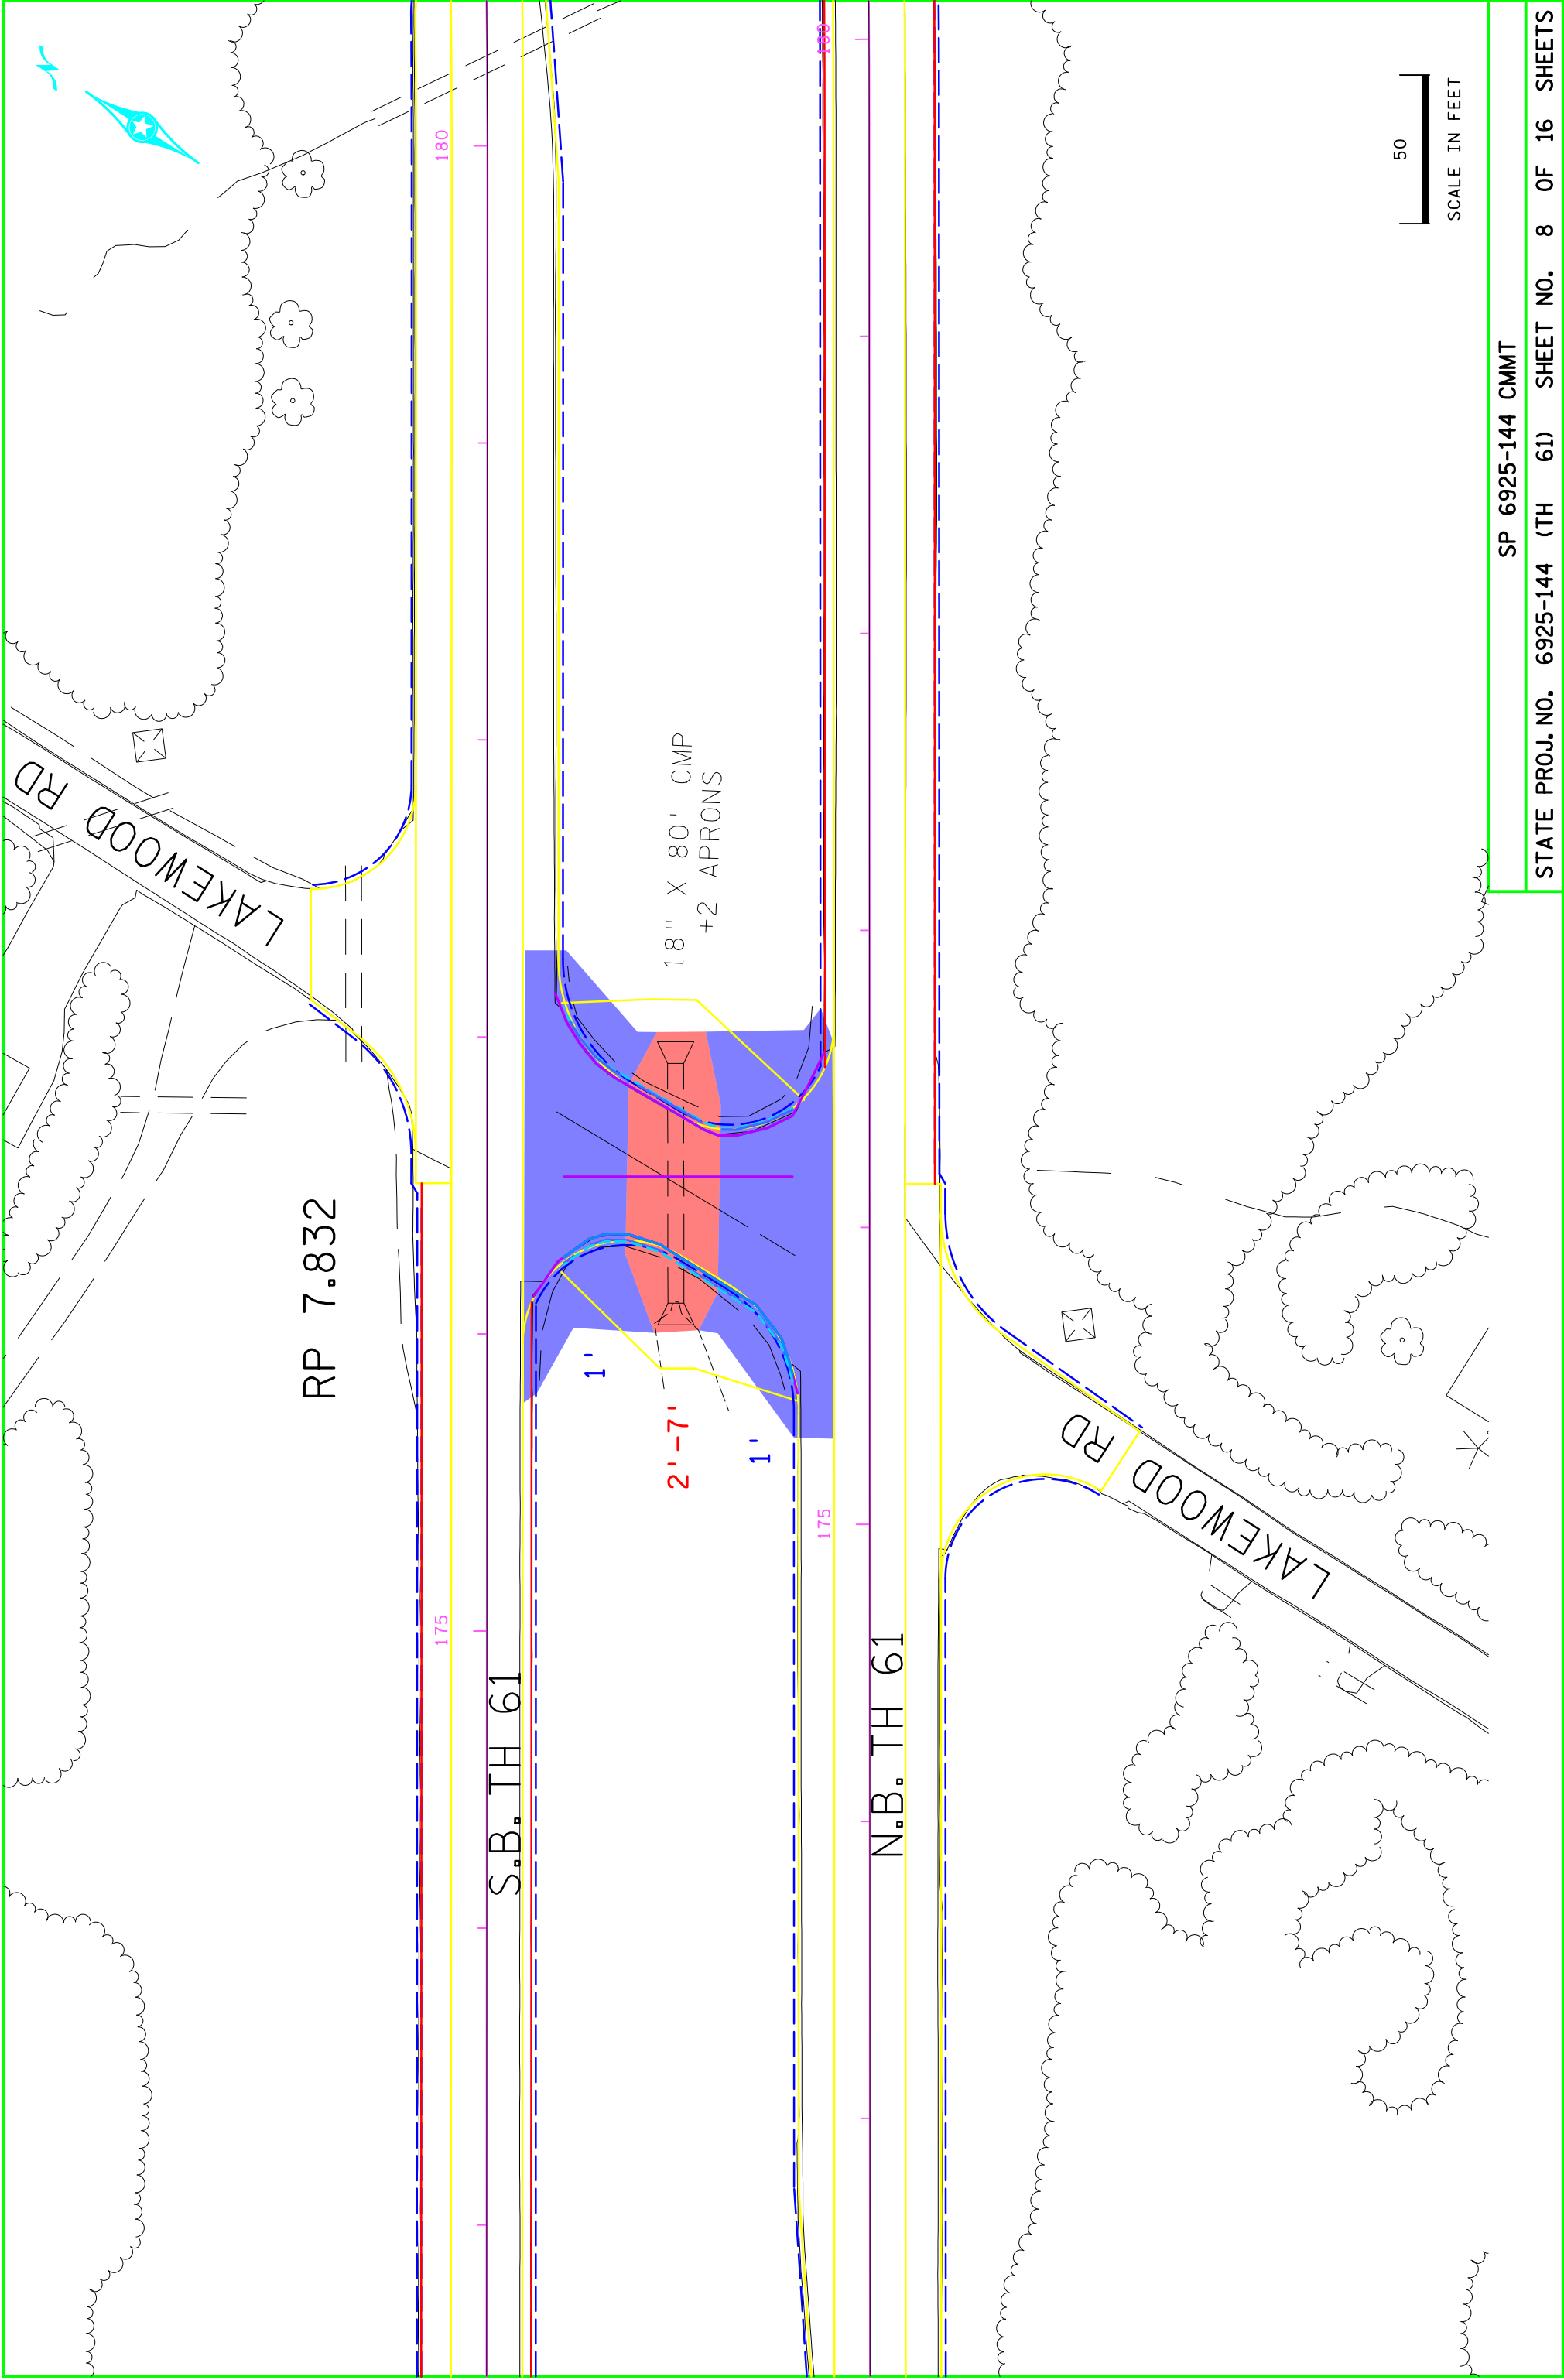 N
180
180
LAKEWOOD RD
18" X 80' CMP
+2 APRONS
RP 7.832
1'
2'-7'
1'
175
175
S.B. TH 61
N.B. TH 61
LAKEWOOD RD
50
SCALE IN FEET
SP 6925-144 CMMT
STATE PROJ. NO. 6925-144 (TH 61) SHEET NO. 8 OF 16 SHEETS